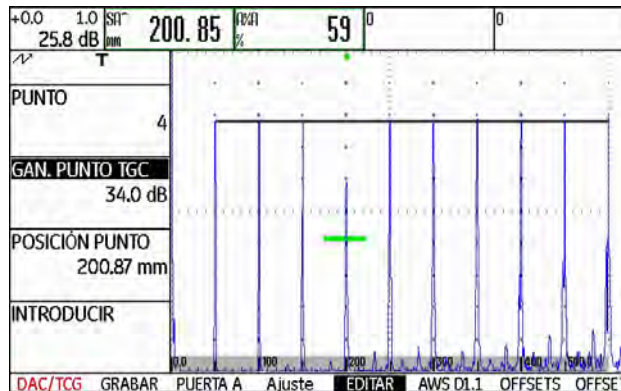 +0.0 1.0 SA^ 200.85 A%A 59 0 0
25.8 dB mm %
T
PUNTO
4
GAN. PUNTO TGC
34.0 dB
POSICIÓN PUNTO
200.87 mm
INTRODUCIR
0.0 100 200 300 400 500.0
DAC/TCG GRABAR PUERTA A Ajuste EDITAR AWS D1.1 OFFSETS OFFSE